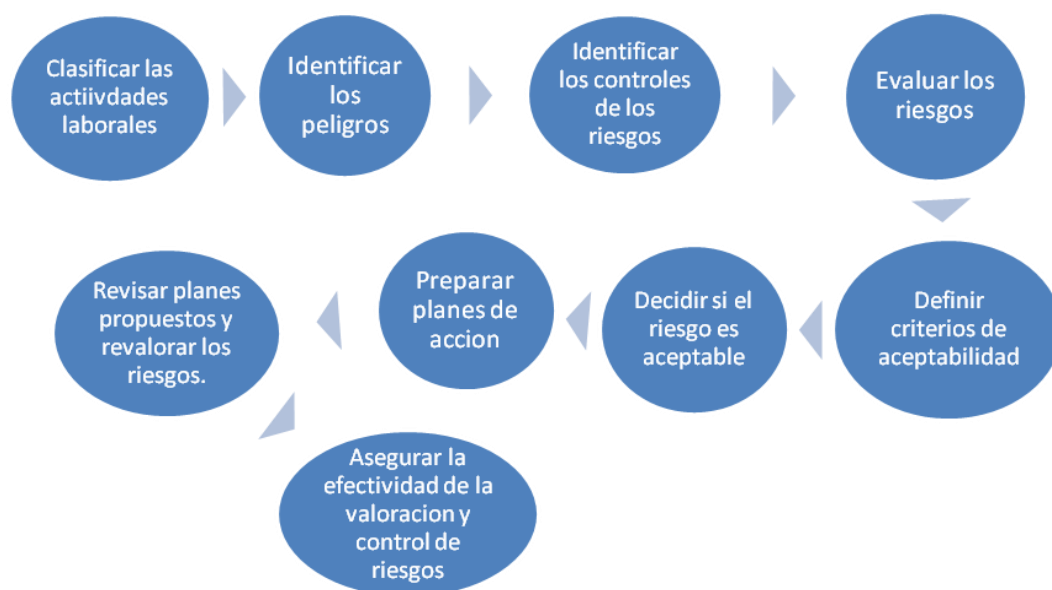 Clasificar las
actiivdades
laborales
Identificar
los
peligros
Identificar
los controles
de los
riesgos
Evaluar los
riesgos
Definir
criterios de
aceptabilidad
Decidir si el
riesgo es
aceptable
Preparar
planes de
accion
Revisar planes
propuestos y
revalorar los
riesgos.
Asegurar la
efectividad de la
valoracion y
control de
riesgos